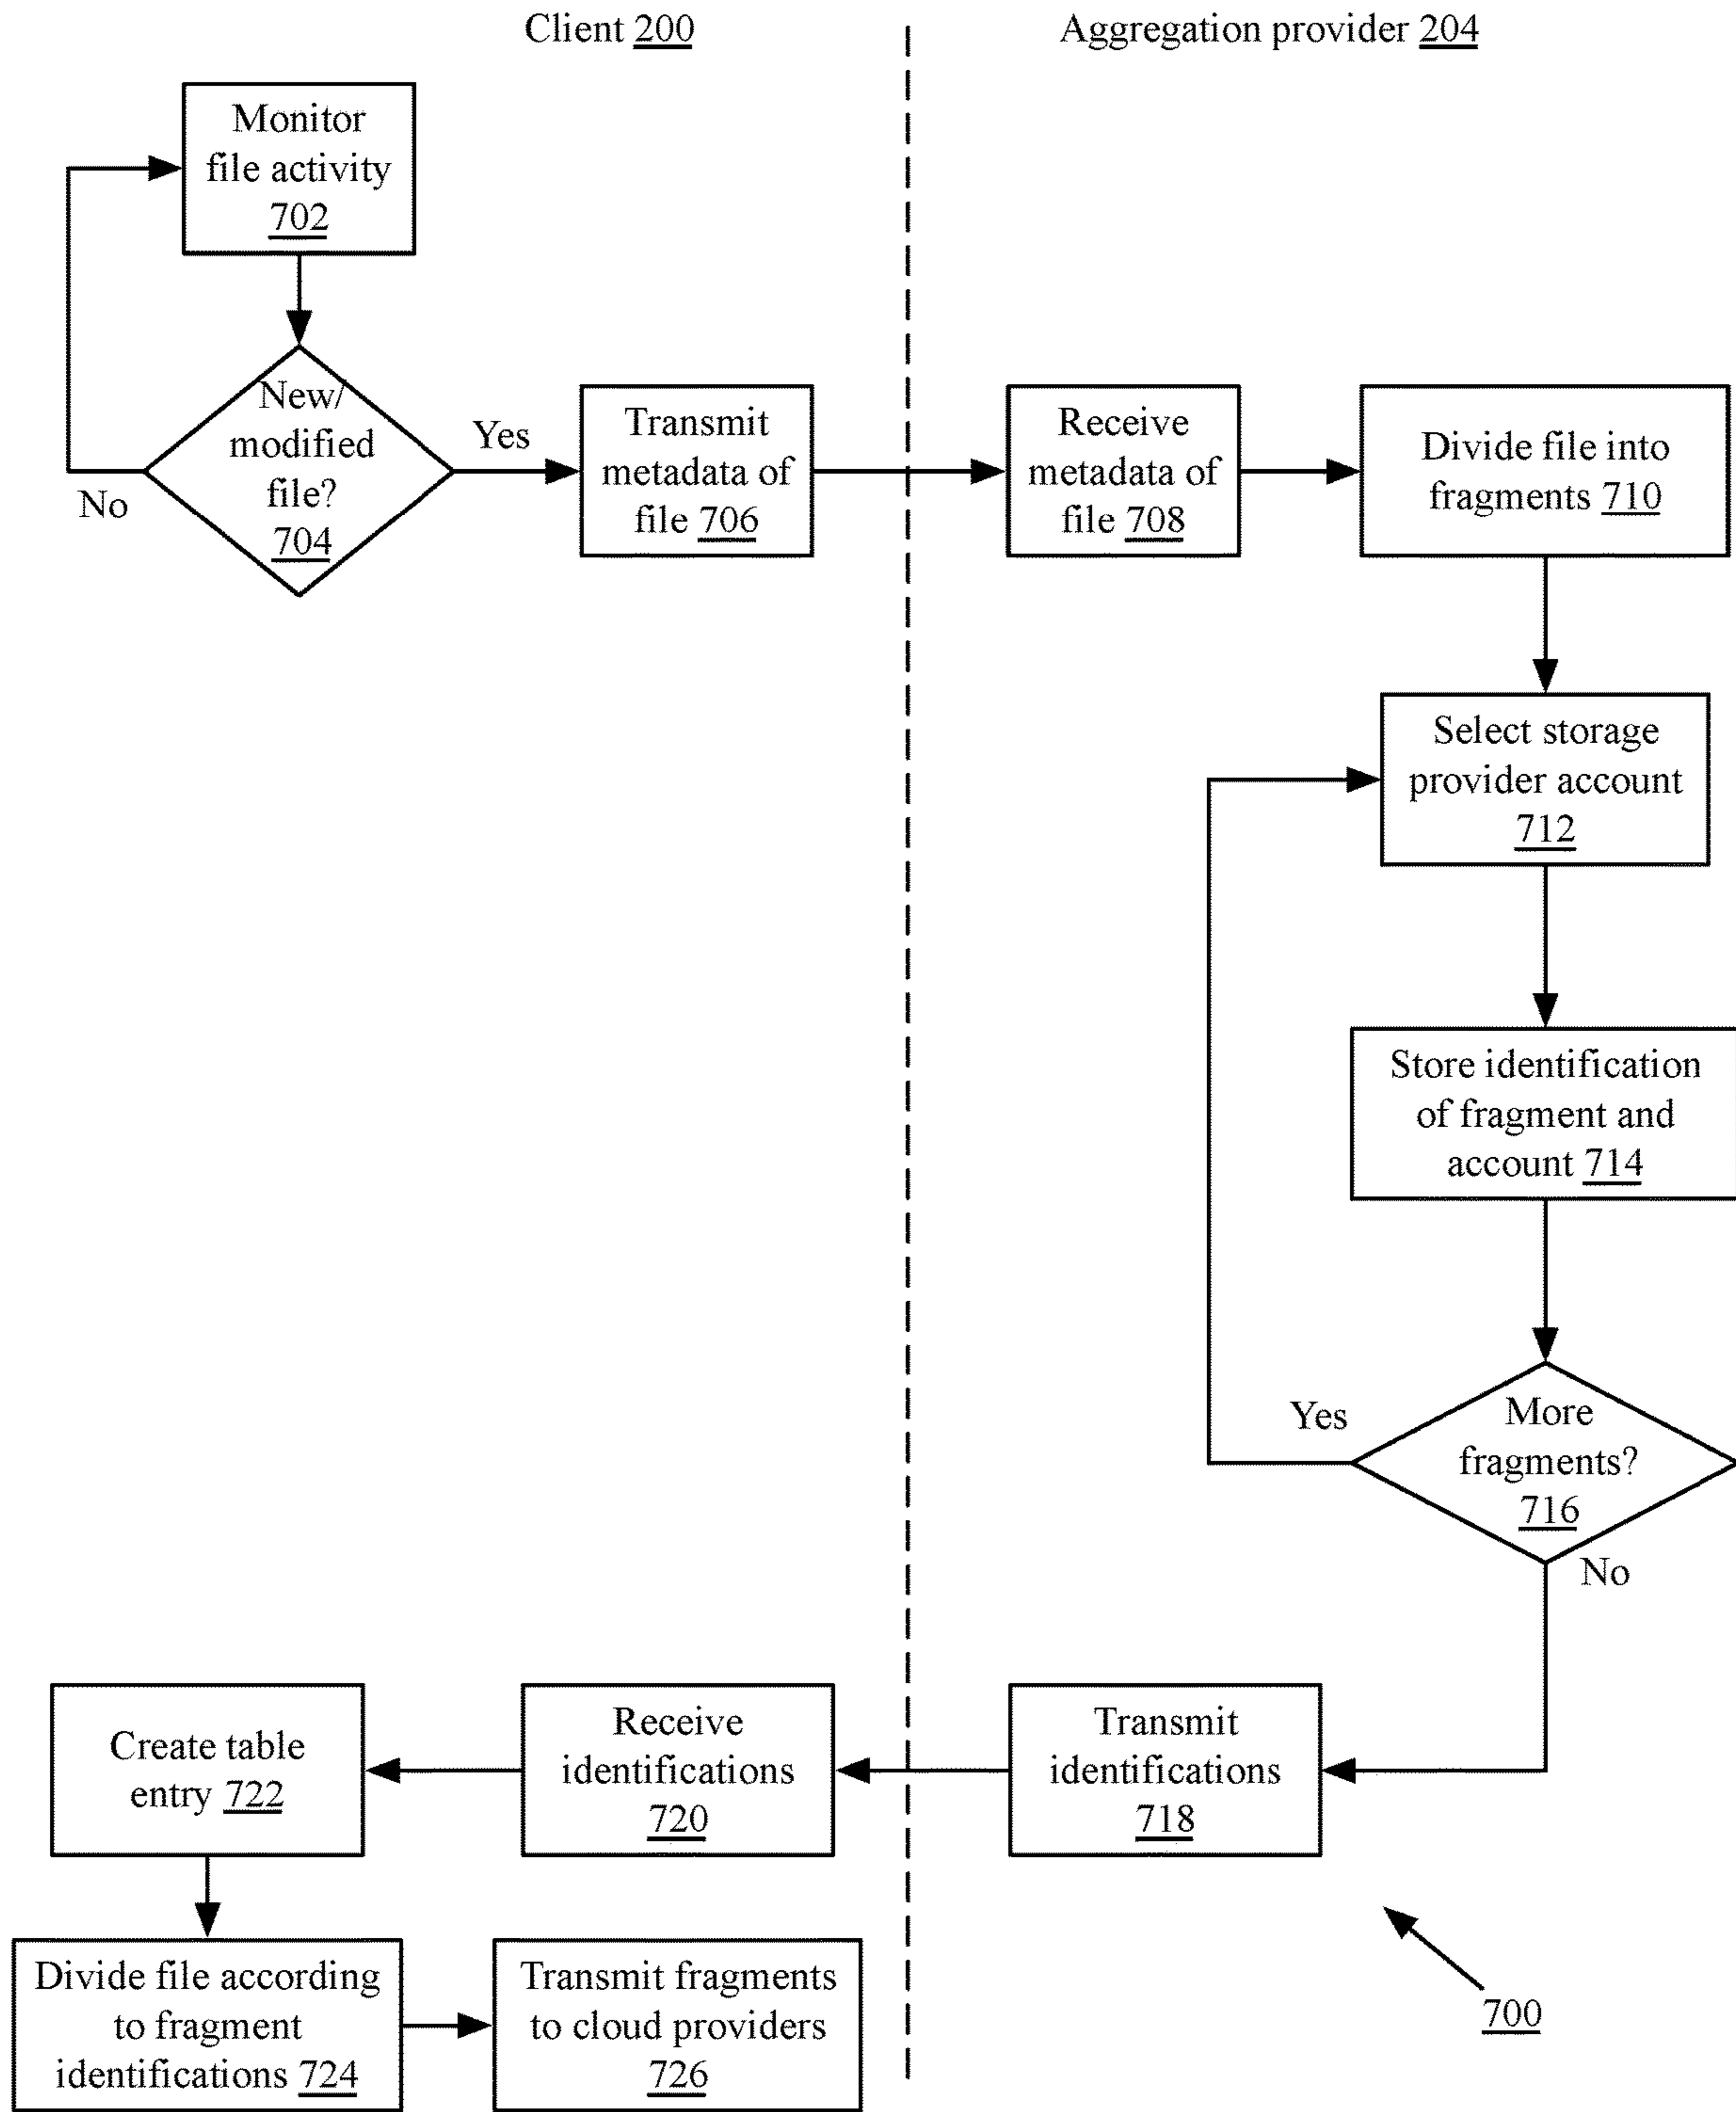 Client 200
Aggregation provider 204
Monitor
file activity
702
New/
modified
file?
704
Yes
No
Transmit
metadata of
file 706
Receive
metadata of
file 708
Divide file into
fragments 710
Select storage
provider account
712
Store identification
of fragment and
account 714
More
fragments?
716
Yes
No
Transmit
identifications
718
Receive
identifications
720
Create table
entry 722
Divide file according
to fragment
identifications 724
Transmit fragments
to cloud providers
726
700